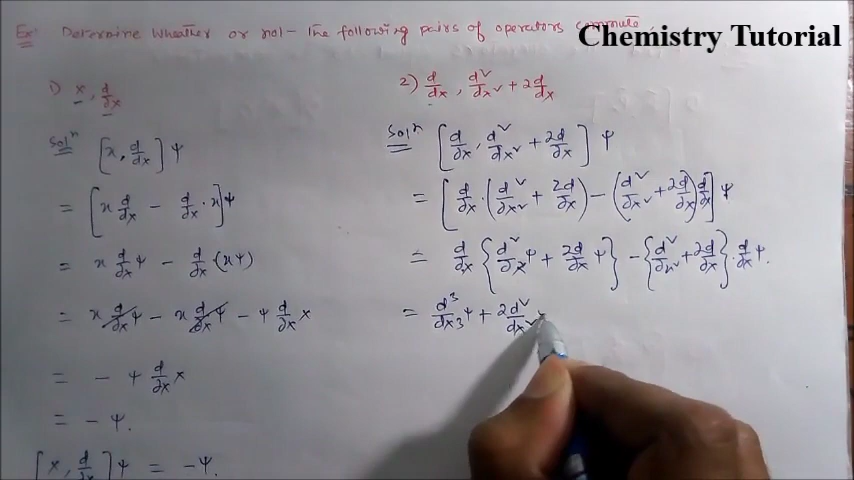 Ex: Determine wheather or not the following pairs of operators commute
Chemistry Tutorial
1) x, d/dx
Solⁿ [x, d/dx] ψ
= [x d/dx - d/dx · x] ψ
= x d/dx ψ - d/dx (xψ)
= x d/dx ψ - x d/dx ψ - ψ d/dx x
= - ψ d/dx x
= - ψ.
[x, d/dx] ψ = -ψ.
2) d/dx, d²/dx² + 2d/dx
Solⁿ [d/dx, d²/dx² + 2d/dx] ψ
= [d/dx · (d²/dx² + 2d/dx) - (d²/dx² + 2d/dx) d/dx] ψ
= d/dx {d²/dx² ψ + 2d/dx ψ} - {d²/dx² + 2d/dx} · d/dx ψ.
= d³/dx³ ψ + 2d²/dx²